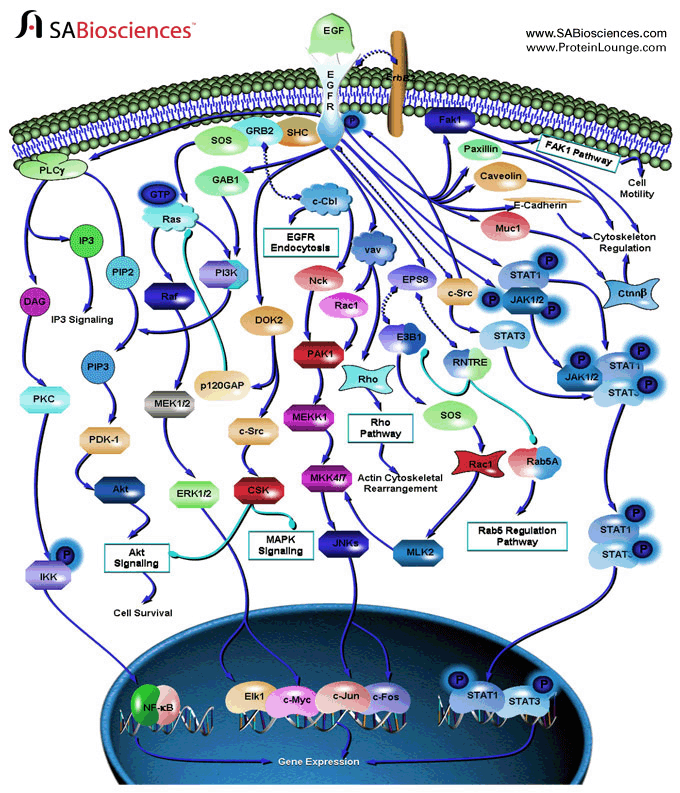 SABiosciences™
EGF
www.SABiosciences.com
www.ProteinLounge.com
EGFR
P
Fak1
GRB2
SHC
SOS
Paxillin
FAK1 Pathway
PLCγ
GAB1
Caveolin
Cell
Motility
GTP
Ras
c-Cbl
E-Cadherin
EGFR
Endocytosis
Muc1
Cytoskeleton
Regulation
IP3
vav
PIP2
PI3K
Nck
EPS8
c-Src
STAT1
P
P
JAK1/2
P
Ctnnβ
DAG
Raf
Rac1
IP3 Signaling
DOK2
E3B1
STAT3
PAK1
RNTRE
P
STAT1
P
PIP3
Rho
JAK1/2
STAT3
P
p120GAP
PKC
MEK1/2
MEKK1
SOS
c-Src
Rho
Pathway
PDK-1
MKK4/7
Actin Cytoskeletal
Rearrangement
Rac1
Rab5A
Akt
ERK1/2
CSK
P
STAT1
Rab5 Regulation
Pathway
P
STAT3
P
IKK
Akt
Signaling
MAPK
Signaling
JNKs
MLK2
Cell Survival
P
P
NF-κB
Elk1
c-Myc
c-Jun
c-Fos
STAT1
STAT3
Gene Expression